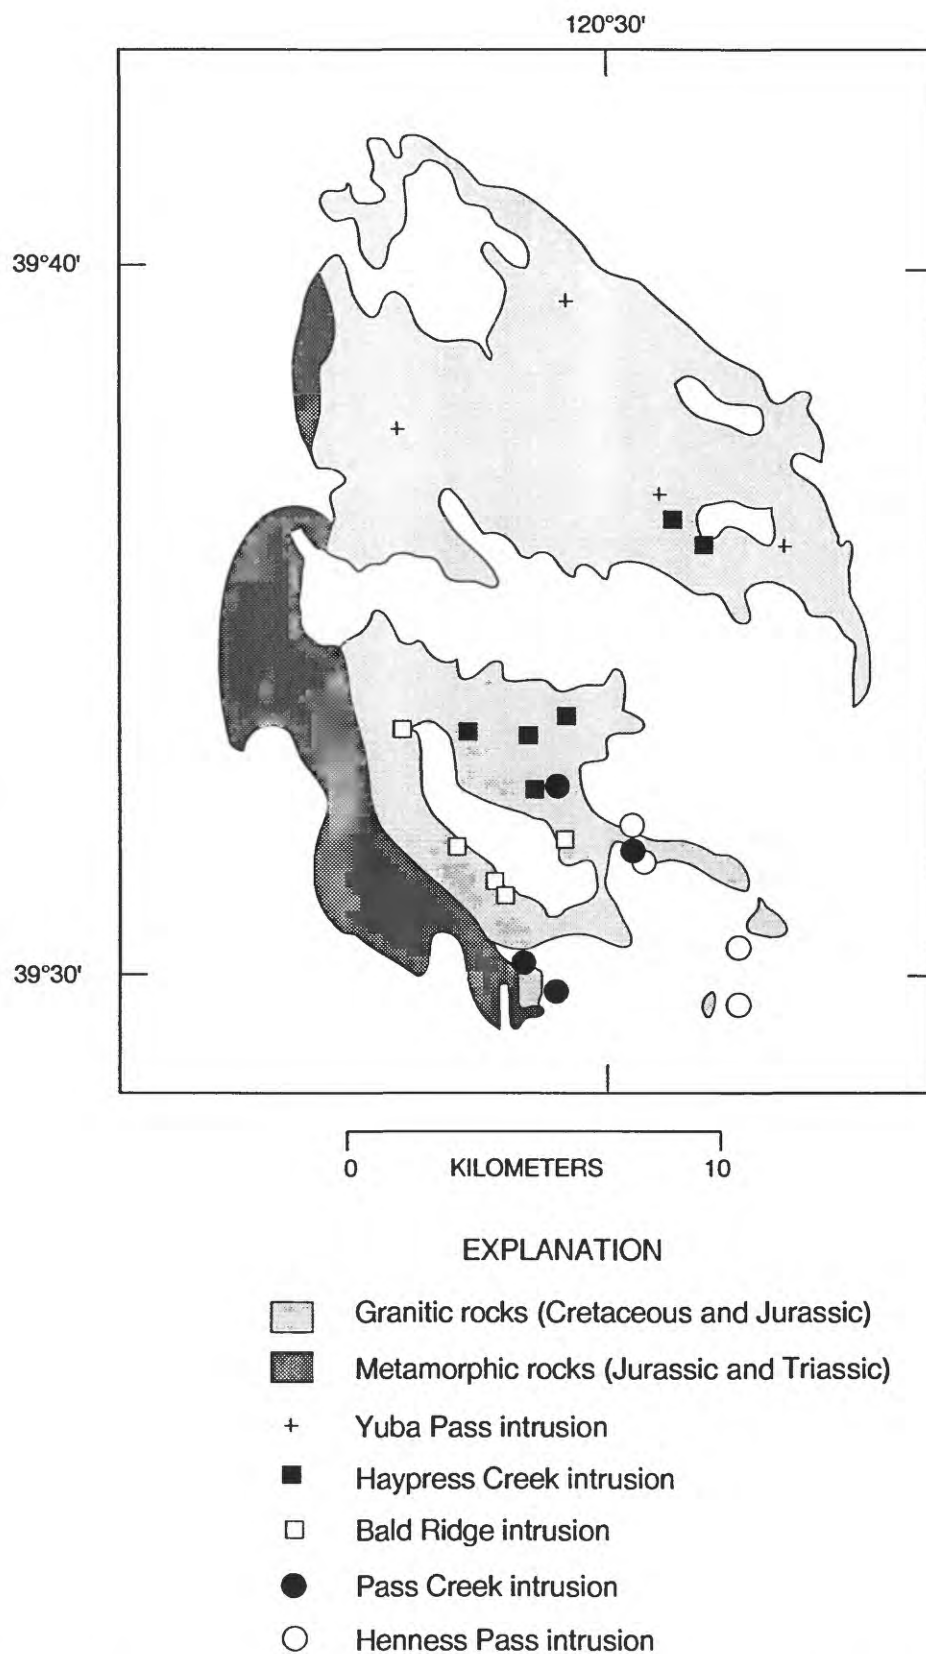 120°30'
39°40'
39°30'
0 KILOMETERS 10
EXPLANATION
Granitic rocks (Cretaceous and Jurassic)
Metamorphic rocks (Jurassic and Triassic)
Yuba Pass intrusion
Haypress Creek intrusion
Bald Ridge intrusion
Pass Creek intrusion
Henness Pass intrusion